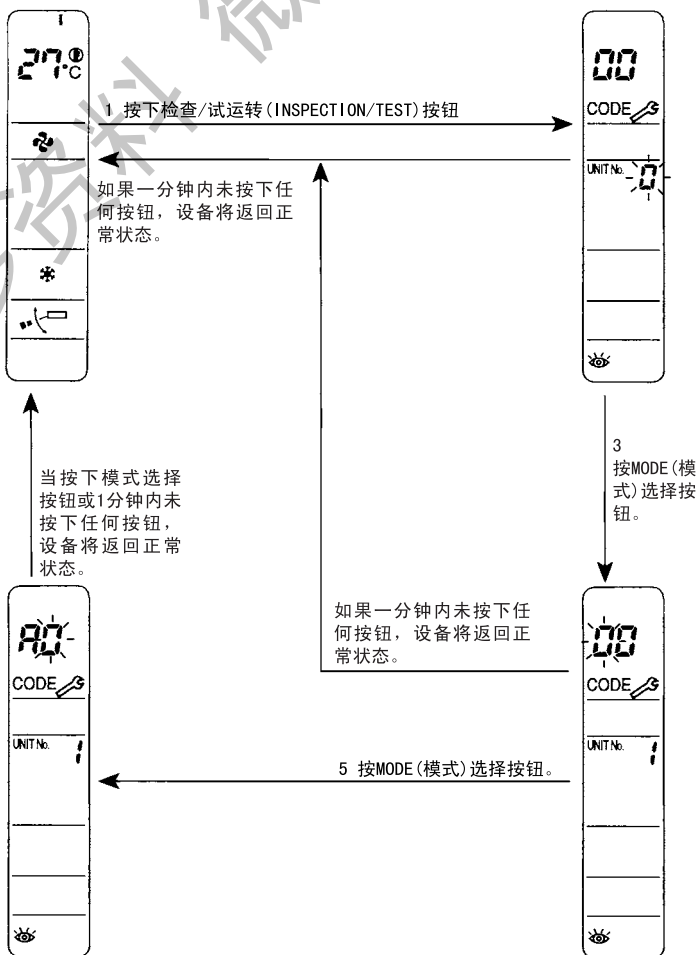 27℃
1 按下检查/试运转(INSPECTION/TEST)按钮
00
CODE
UNIT No.
0
如果一分钟内未按下任
何按钮，设备将返回正
常状态。
3
按MODE(模
式)选择按
钮。
当按下模式选择
按钮或1分钟内未
按下任何按钮，
设备将返回正常
状态。
A0
CODE
UNIT No.
1
如果一分钟内未按下任
何按钮，设备将返回正
常状态。
00
CODE
UNIT No.
1
5 按MODE(模式)选择按钮。
资料